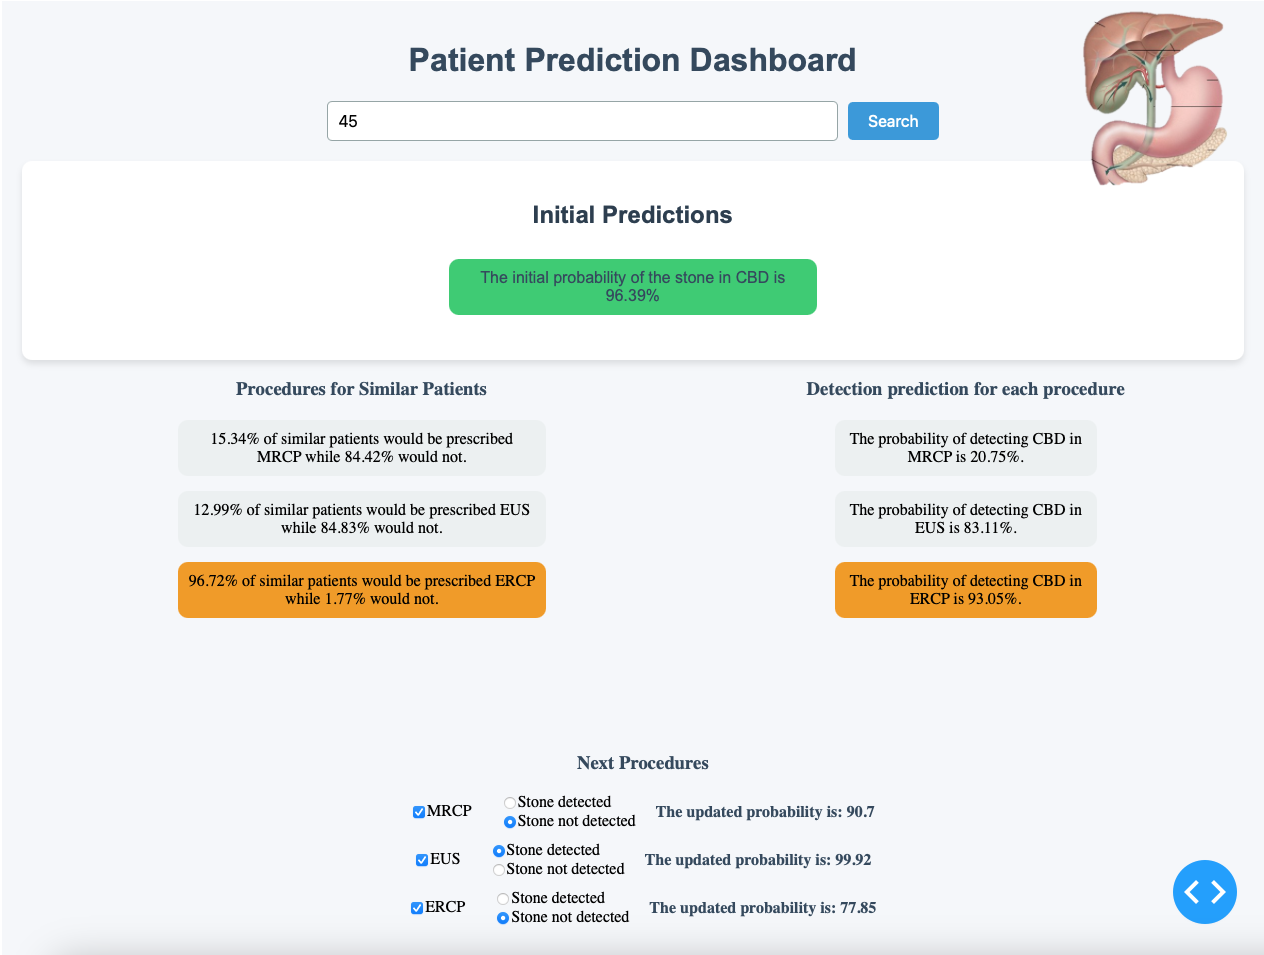 Patient Prediction Dashboard
45
Search
Initial Predictions
The initial probability of the stone in CBD is
96.39%
Procedures for Similar Patients
15.34% of similar patients would be prescribed
MRCP while 84.42% would not.
12.99% of similar patients would be prescribed EUS
while 84.83% would not.
96.72% of similar patients would be prescribed ERCP
while 1.77% would not.
Detection prediction for each procedure
The probability of detecting CBD in
MRCP is 20.75%.
The probability of detecting CBD in
EUS is 83.11%.
The probability of detecting CBD in
ERCP is 93.05%.
Next Procedures
MRCP
Stone detected
Stone not detected
The updated probability is: 90.7
EUS
Stone detected
Stone not detected
The updated probability is: 99.92
ERCP
Stone detected
Stone not detected
The updated probability is: 77.85